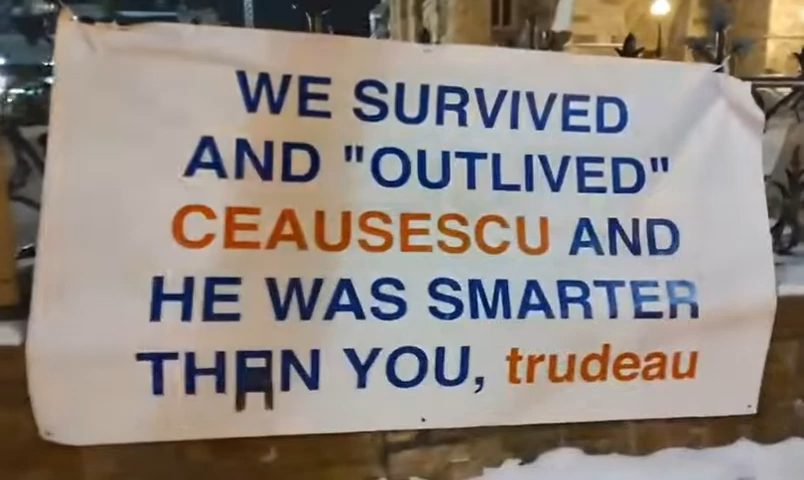 WE SURVIVED
AND "OUTLIVED"
CEAUSESCU AND
HE WAS SMARTER
THAN YOU, trudeau